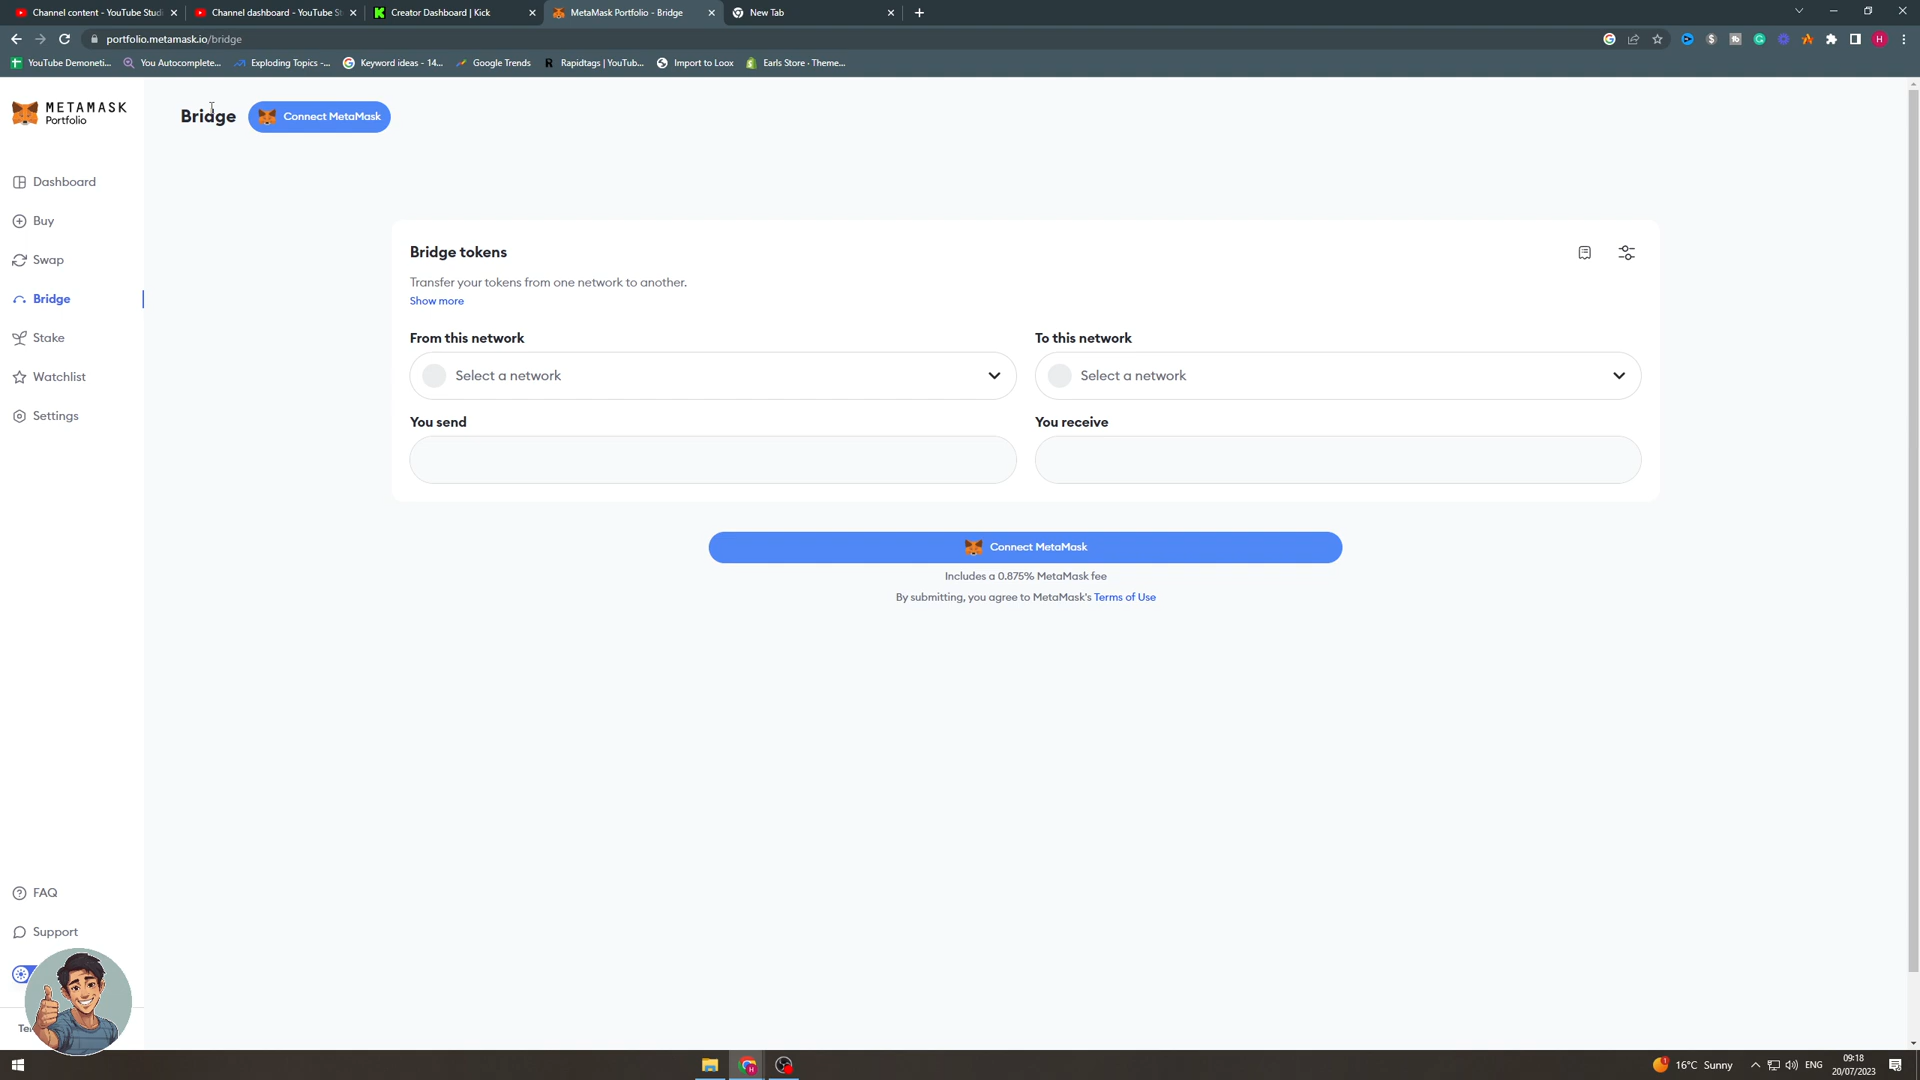 Channel content - YouTube Studi
Channel dashboard - YouTube St
Creator Dashboard | Kick
MetaMask Portfolio - Bridge
New Tab
portfolio.metamask.io/bridge
YouTube Demoneti...
You Autocomplete...
Exploding Topics -...
Keyword ideas - 14...
Google Trends
Rapidtags | YouTub...
Import to Loox
Earls Store · Theme...
METAMASK
Portfolio
Bridge
Connect MetaMask
Dashboard
Buy
Swap
Bridge
Stake
Watchlist
Settings
Bridge tokens
Transfer your tokens from one network to another.
Show more
From this network
To this network
Select a network
Select a network
You send
You receive
Connect MetaMask
Includes a 0.875% MetaMask fee
By submitting, you agree to MetaMask's Terms of Use
FAQ
Support
16°C Sunny
ENG
09:18
20/07/2023